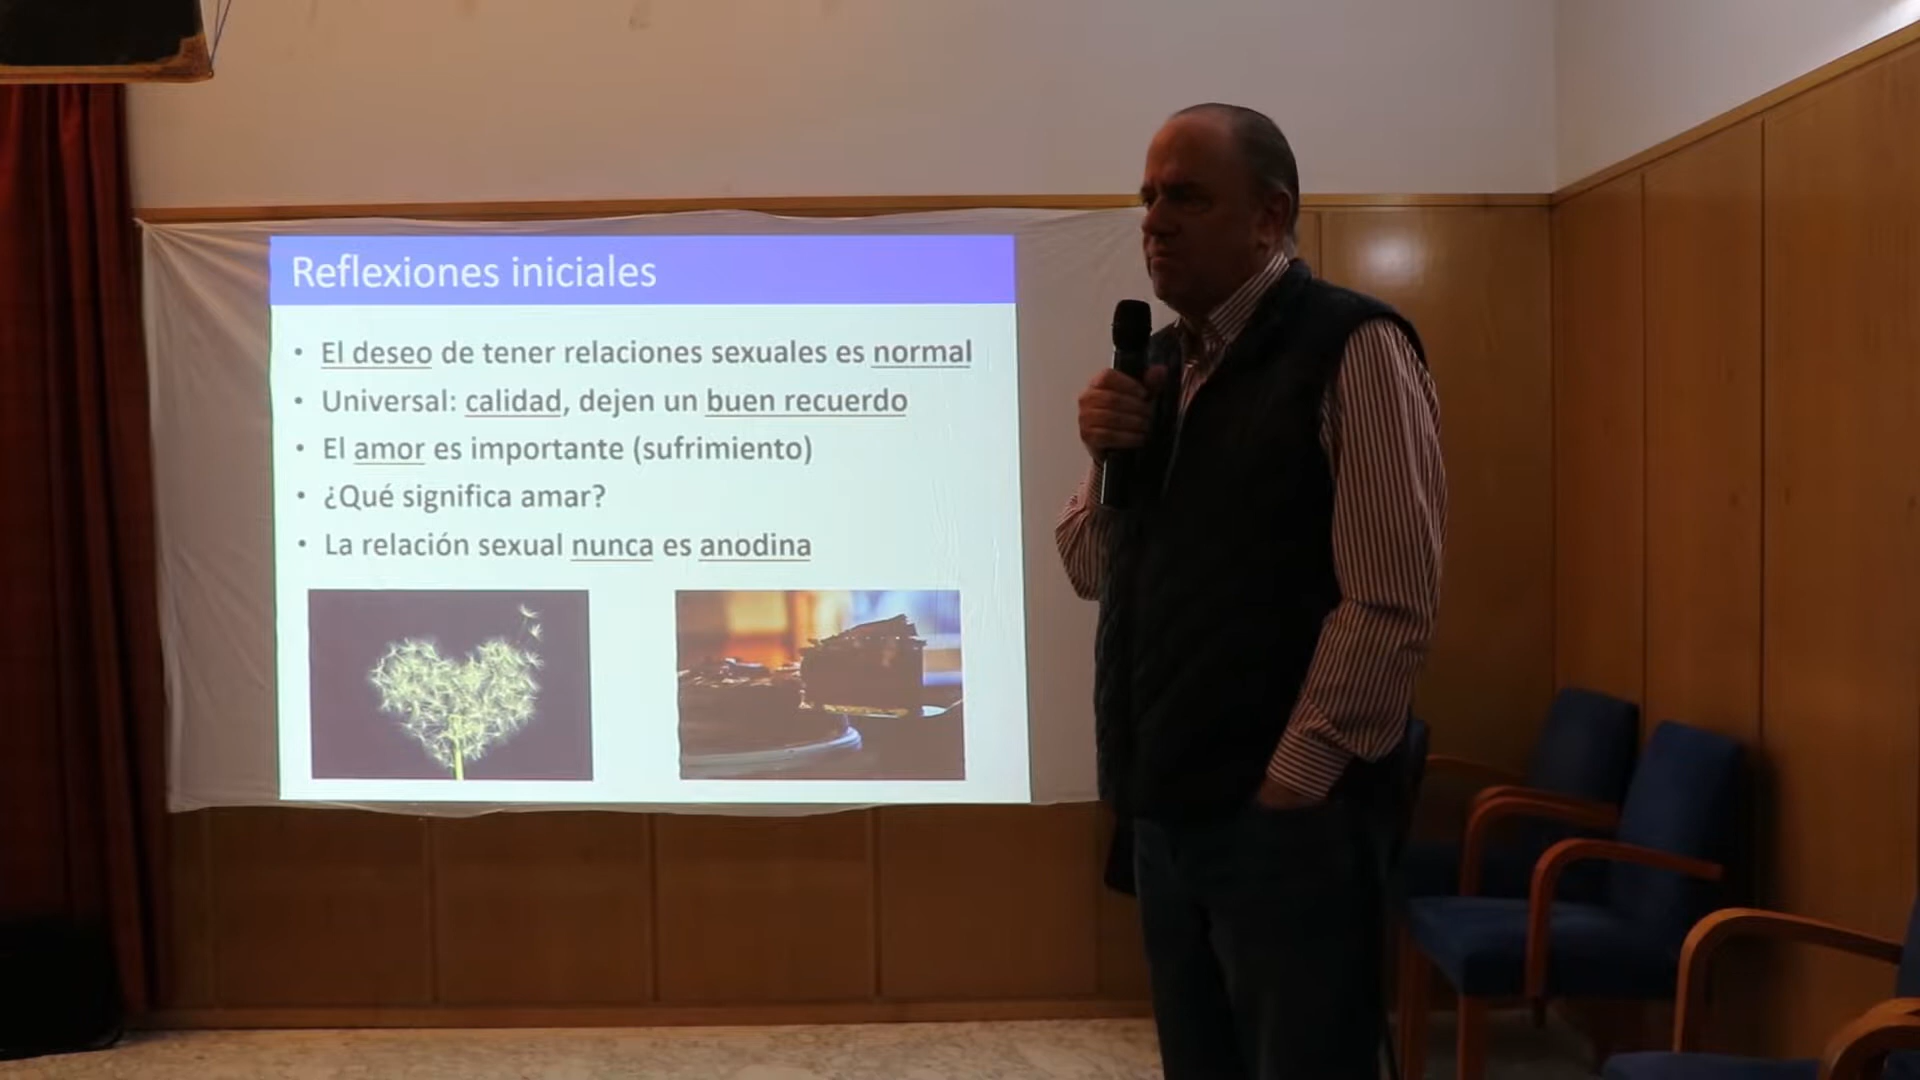 Reflexiones iniciales
• El deseo de tener relaciones sexuales es normal
• Universal: calidad, dejen un buen recuerdo
• El amor es importante (sufrimiento)
• ¿Qué significa amar?
• La relación sexual nunca es anodina